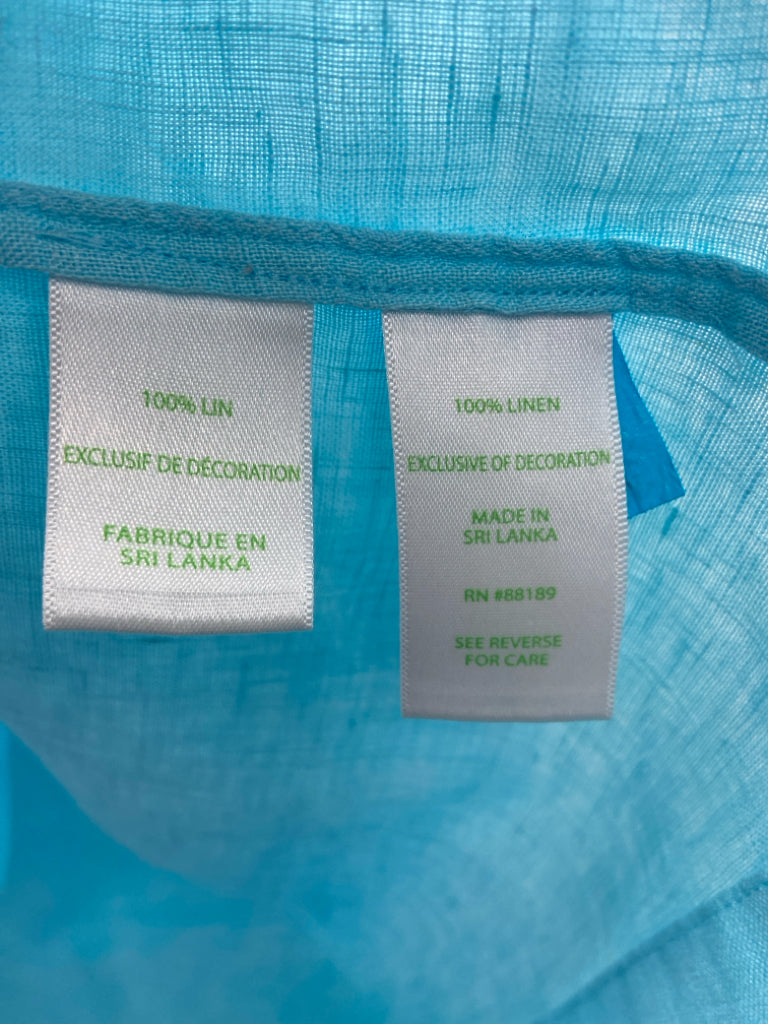 100% LIN
EXCLUSIF DE DÉCORATION
FABRIQUE EN
SRI LANKA
100% LINEN
EXCLUSIVE OF DECORATION
MADE IN
SRI LANKA
RN #88189
SEE REVERSE
FOR CARE